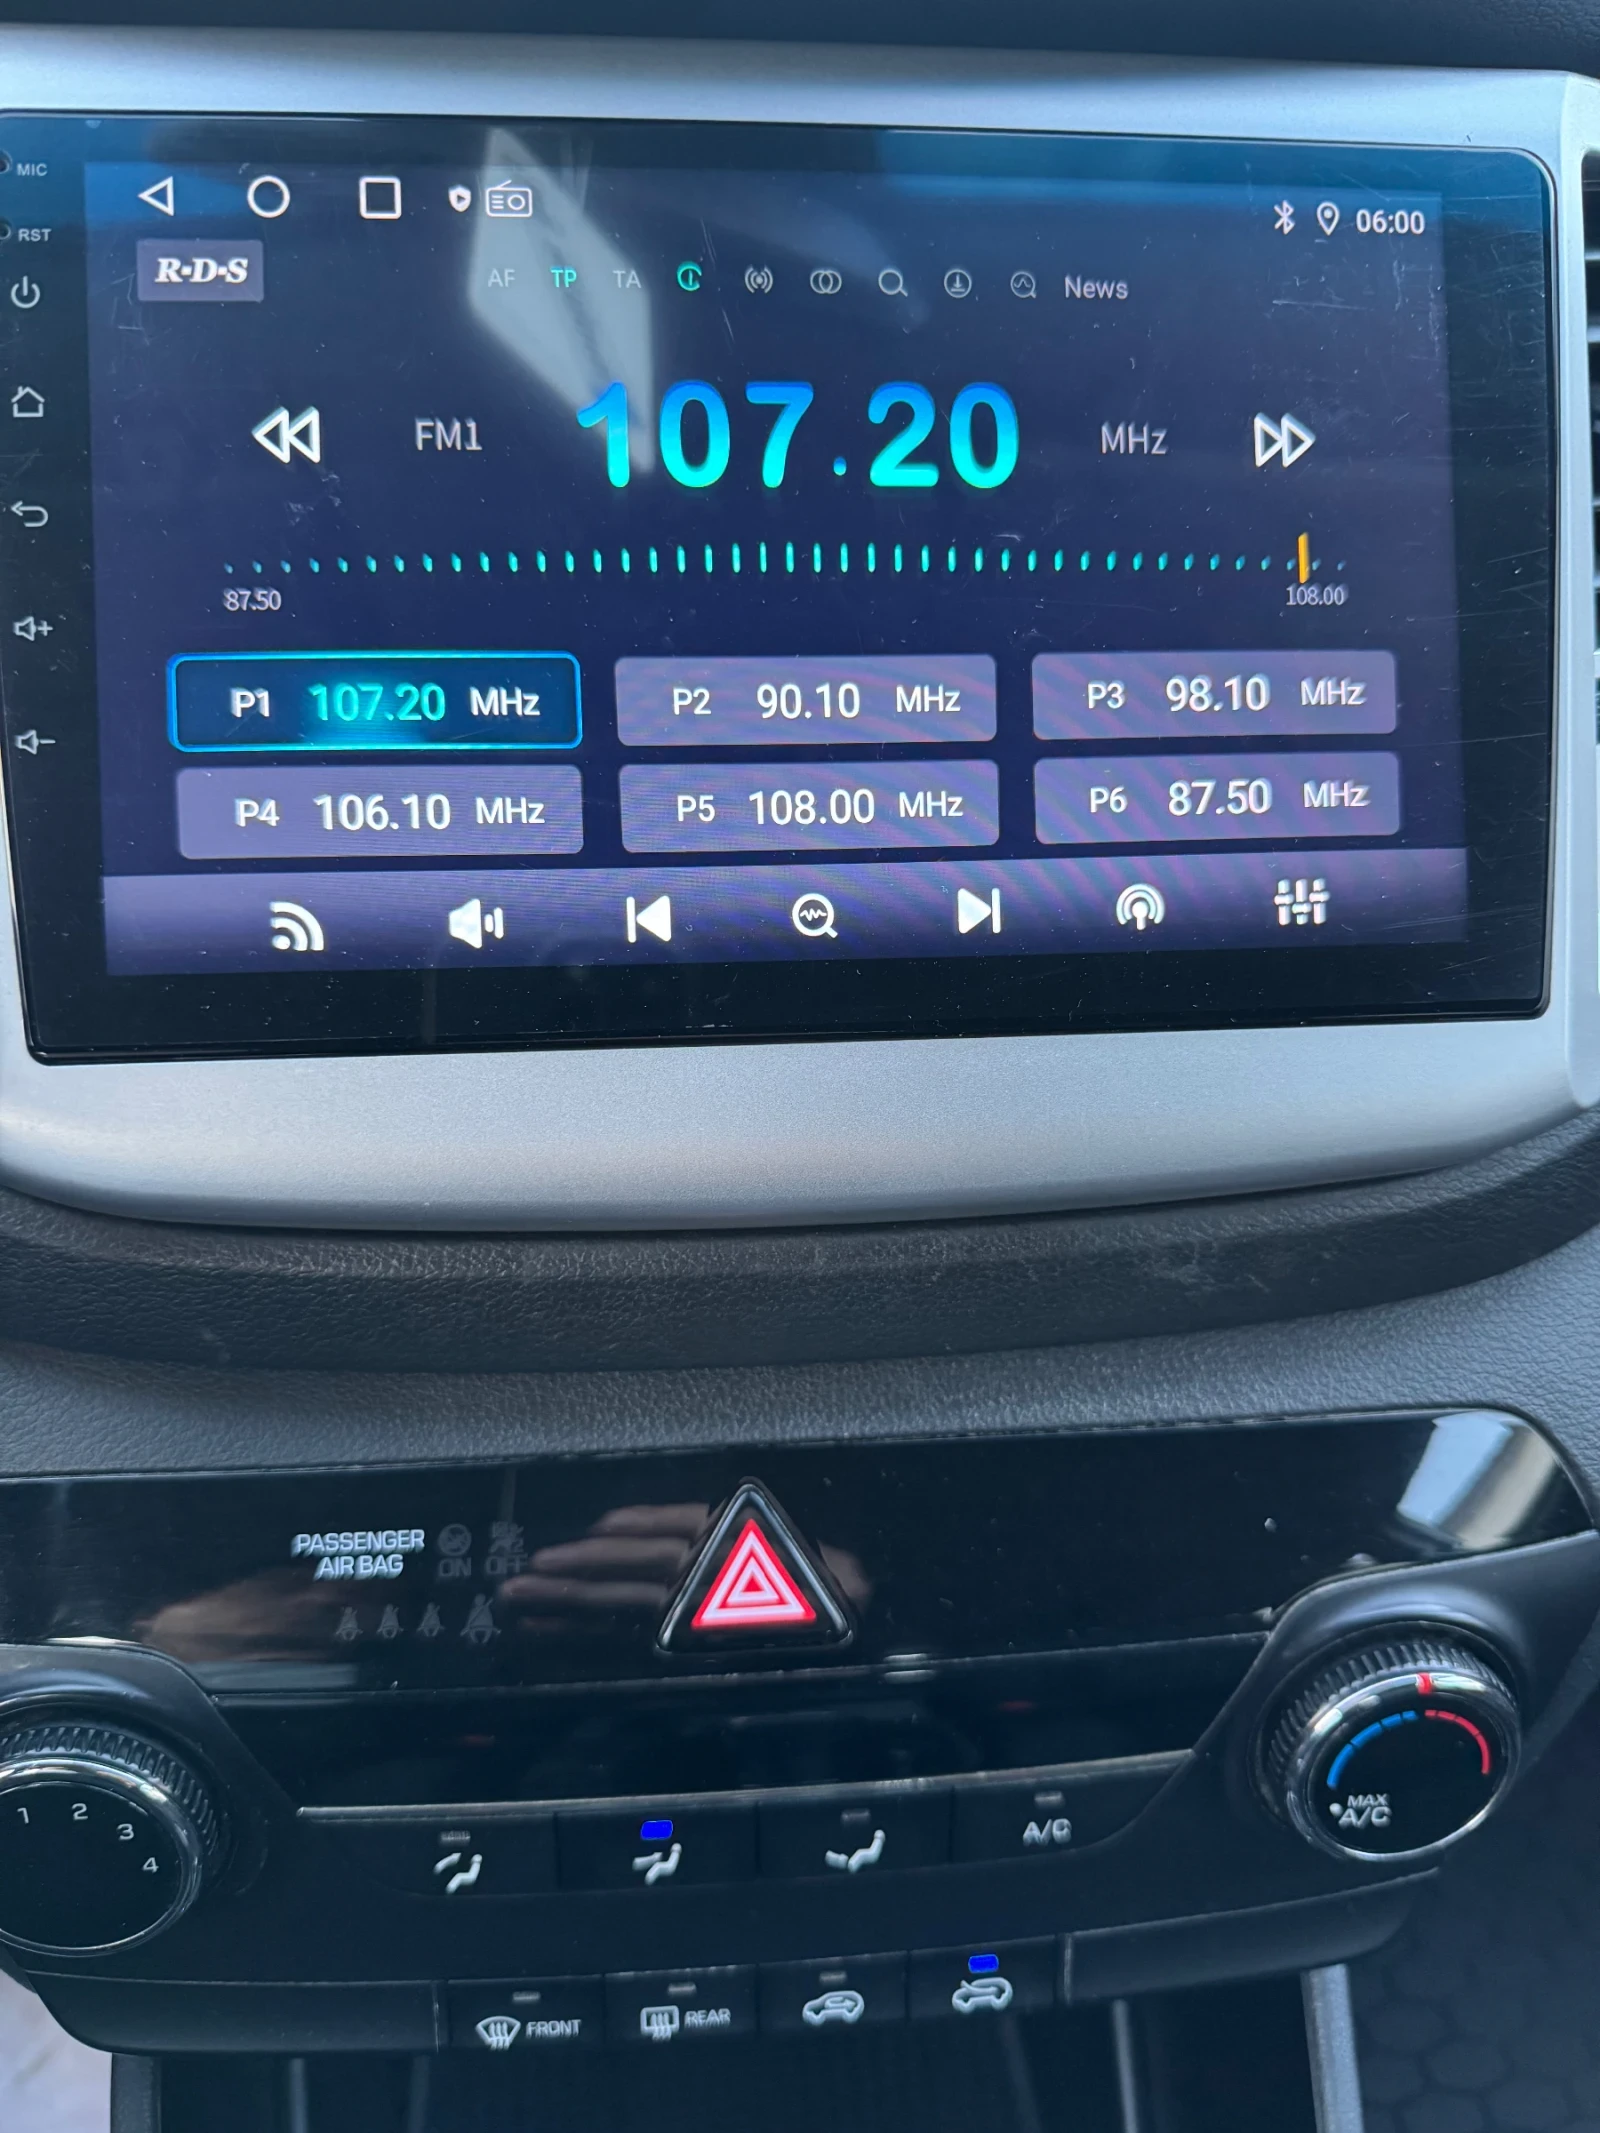 MIC
06:00
RST
R·D·S
AF TP TA News
FM1 107.20 MHz
87.50 108.00
P1 107.20 MHz P2 90.10 MHz P3 98.10 MHz
P4 106.10 MHz P5 108.00 MHz P6 87.50 MHz
PASSENGER
AIR BAG
ON OFF
1 2 3 4
MAX
A/C
A/C
FRONT REAR